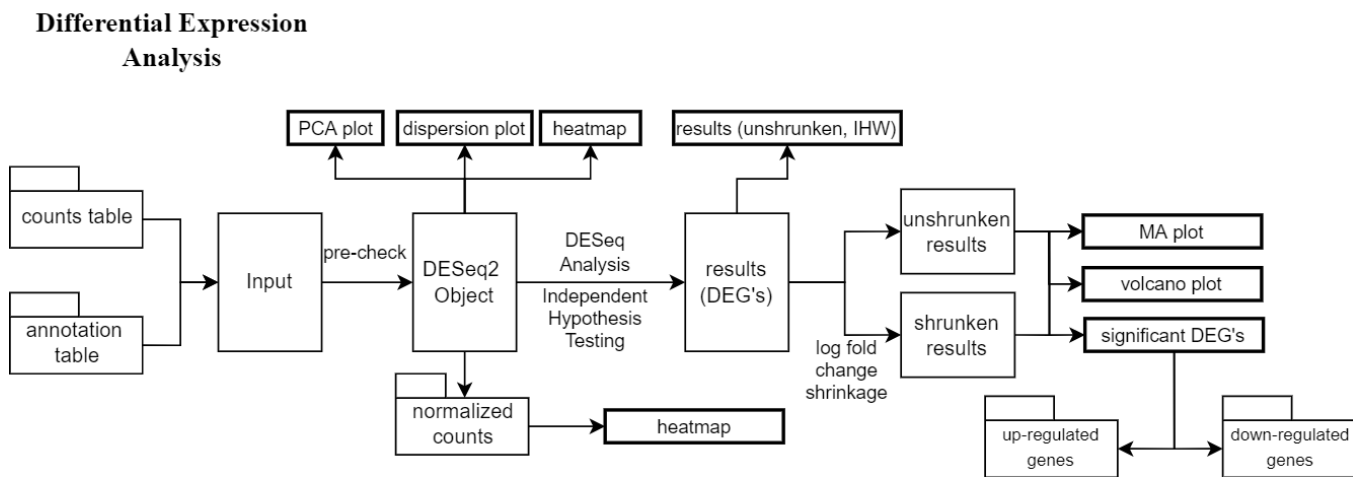 Differential Expression
Analysis
PCA plot
dispersion plot
heatmap
results (unshrunken, IHW)
counts table
annotation
table
Input
pre-check
DESeq2
Object
DESeq
Analysis
Independent
Hypothesis
Testing
results
(DEG's)
unshrunken
results
shrunken
results
log fold
change
shrinkage
MA plot
volcano plot
significant DEG's
normalized
counts
heatmap
up-regulated
genes
down-regulated
genes